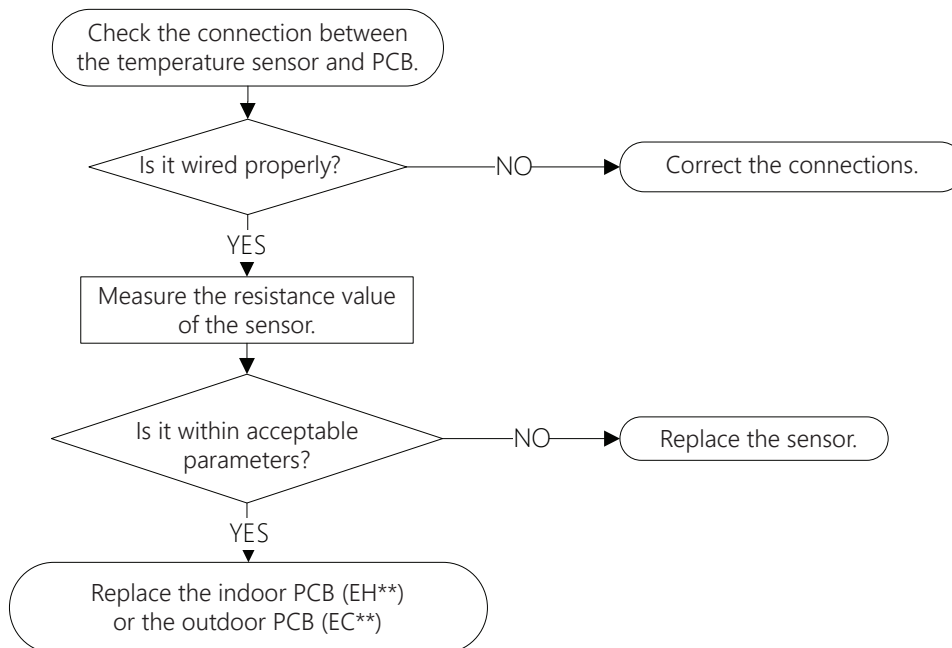 Check the connection between
the temperature sensor and PCB.
Is it wired properly?
NO
Correct the connections.
YES
Measure the resistance value
of the sensor.
Is it within acceptable
parameters?
NO
Replace the sensor.
YES
Replace the indoor PCB (EH**)
or the outdoor PCB (EC**)